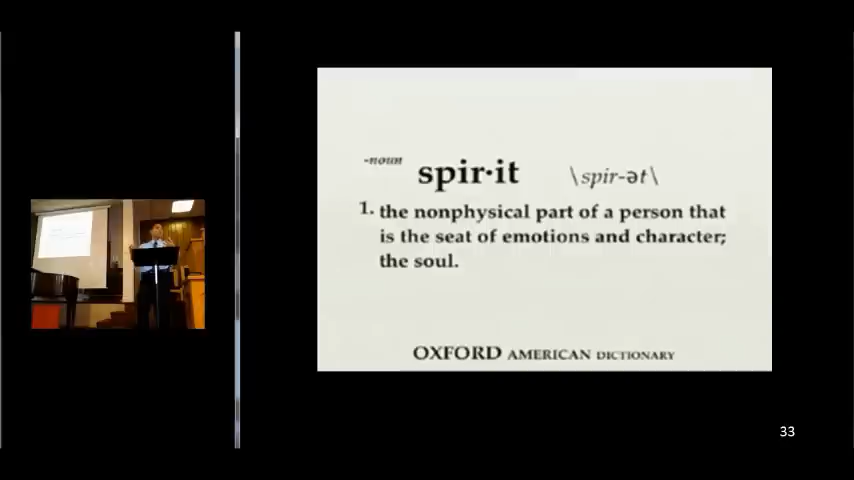 -noun spir·it \spir-ət\
1. the nonphysical part of a person that
is the seat of emotions and character;
the soul.
OXFORD AMERICAN DICTIONARY
33